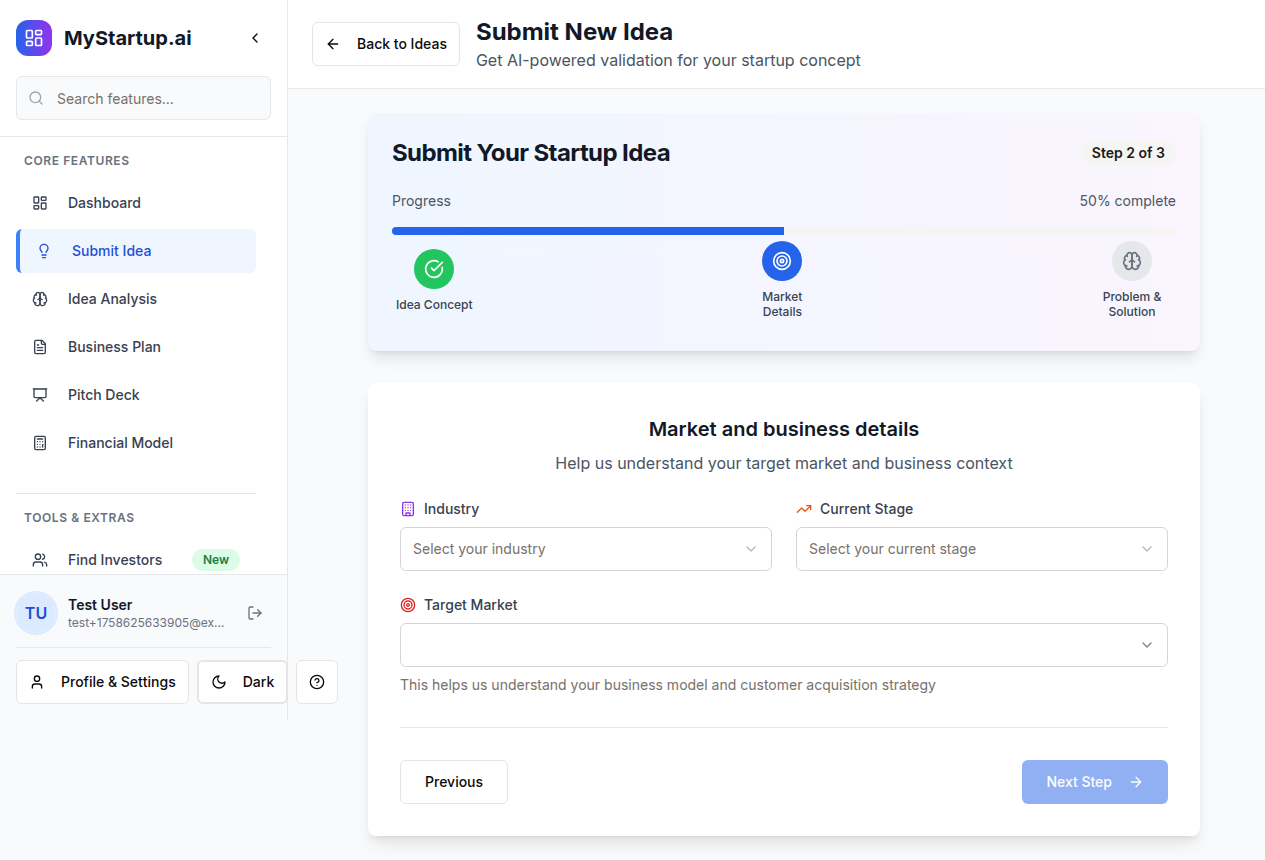 MyStartup.ai
Search features...
CORE FEATURES
Dashboard
Submit Idea
Idea Analysis
Business Plan
Pitch Deck
Financial Model
TOOLS & EXTRAS
Find Investors New
TU
Test User
test+1758625633905@ex...
Profile & Settings
Dark
Back to Ideas
Submit New Idea
Get AI-powered validation for your startup concept
Submit Your Startup Idea
Step 2 of 3
Progress
50% complete
Idea Concept
Market
Details
Problem &
Solution
Market and business details
Help us understand your target market and business context
Industry
Select your industry
Current Stage
Select your current stage
Target Market
This helps us understand your business model and customer acquisition strategy
Previous
Next Step